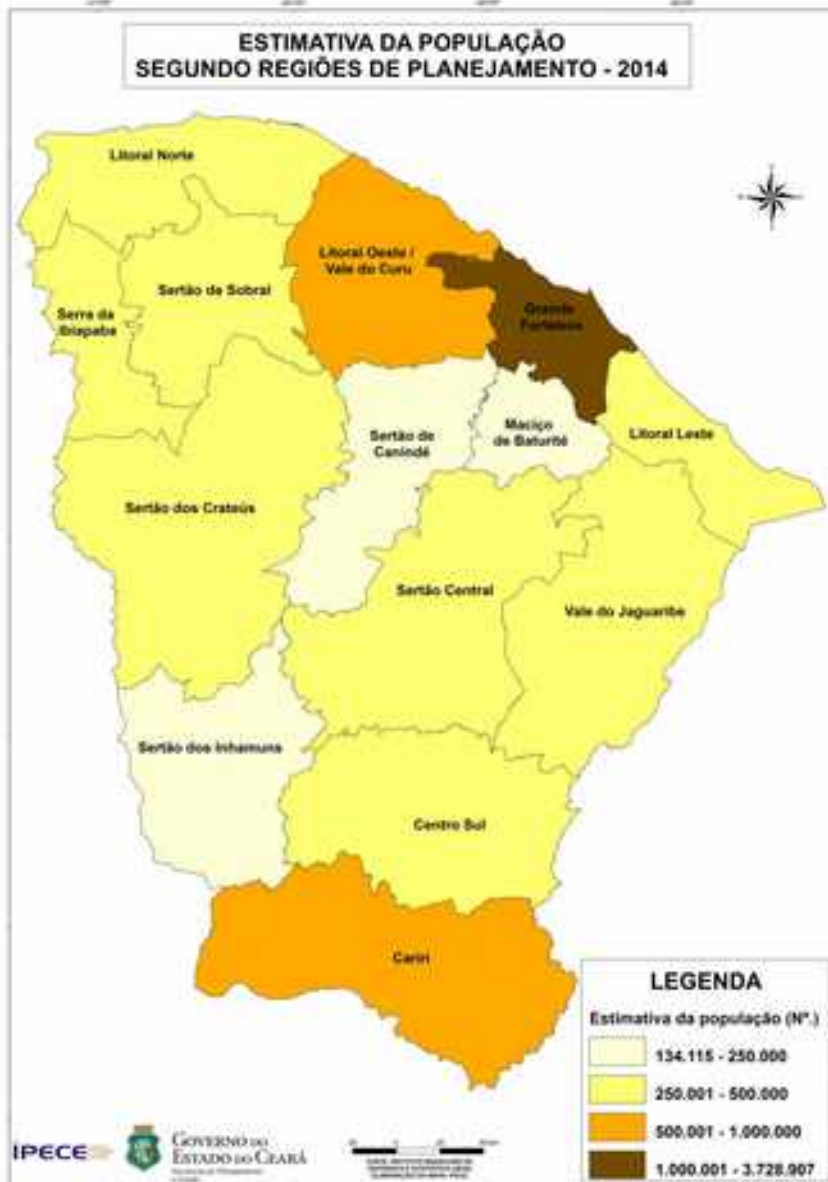 ESTIMATIVA DA POPULAÇÃO
SEGUNDO REGIÕES DE PLANEJAMENTO - 2014
Litoral Norte
Litoral Oeste /
Vale do Curu
Grande
Fortaleza
Sertão de Sobral
Serra da
Ibiapaba
Sertão de
Canindé
Maciço
de Baturité
Litoral Leste
Sertão dos Crateús
Sertão Central
Vale do Jaguaribe
Sertão dos Inhamuns
Centro Sul
Cariri
LEGENDA
Estimativa da população (Nº.)
134.115 - 250.000
250.001 - 500.000
500.001 - 1.000.000
1.000.001 - 3.728.907
IPECE
GOVERNO DO
ESTADO DO CEARÁ